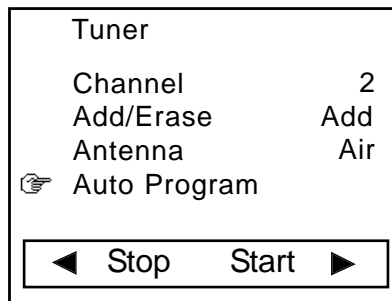 Tuner
Channel 2
Add/Erase Add
Antenna Air
☞ Auto Program
◀ Stop Start ▶